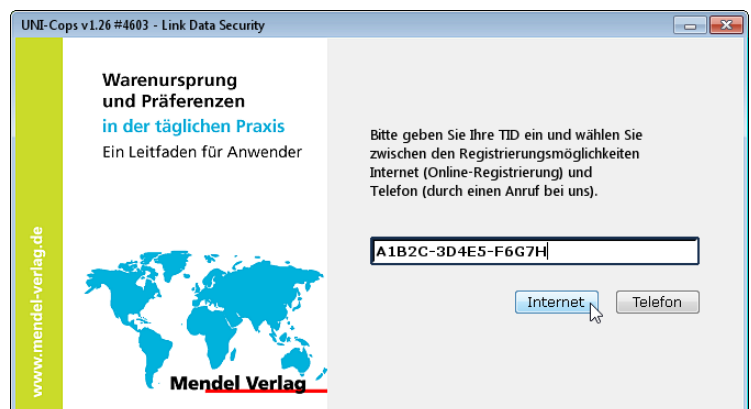 UNI-Cops v1.26 #4603 - Link Data Security
Warenursprung
und Präferenzen
in der täglichen Praxis
Ein Leitfaden für Anwender
www.mendel-verlag.de
Mendel Verlag
Bitte geben Sie Ihre TID ein und wählen Sie
zwischen den Registrierungsmöglichkeiten
Internet (Online-Registrierung) und
Telefon (durch einen Anruf bei uns).
A1B2C-3D4E5-F6G7H
Internet
Telefon